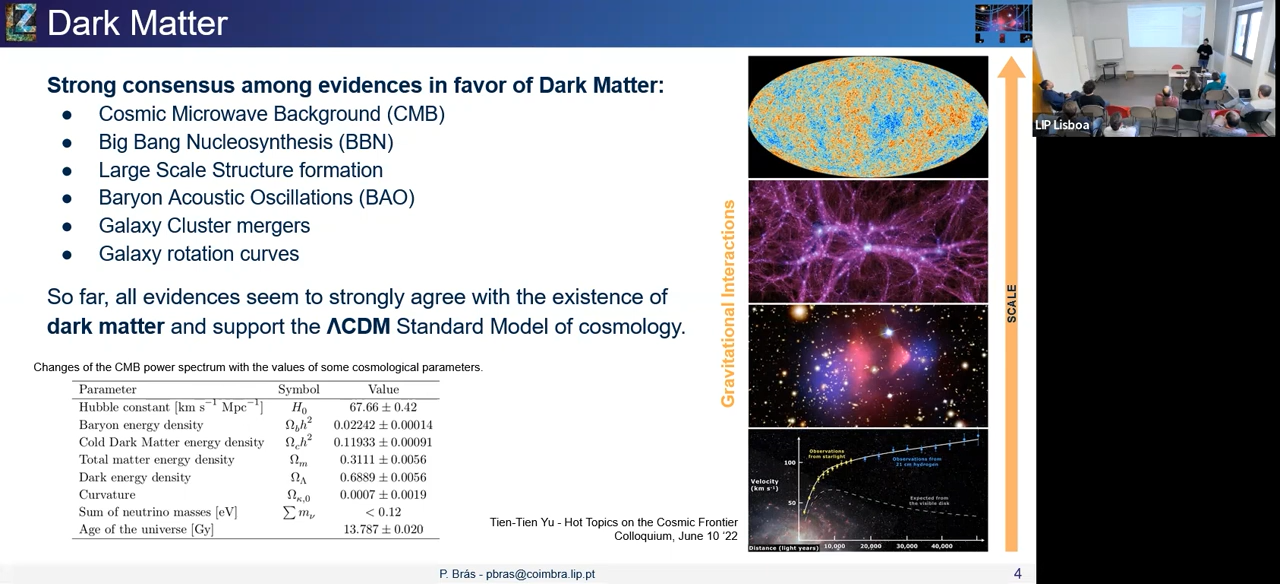 Dark Matter
Strong consensus among evidences in favor of Dark Matter:
● Cosmic Microwave Background (CMB)
● Big Bang Nucleosynthesis (BBN)
● Large Scale Structure formation
● Baryon Acoustic Oscillations (BAO)
● Galaxy Cluster mergers
● Galaxy rotation curves
So far, all evidences seem to strongly agree with the existence of
dark matter and support the ΛCDM Standard Model of cosmology.
Changes of the CMB power spectrum with the values of some cosmological parameters.
Parameter Symbol Value
Hubble constant [km s⁻¹ Mpc⁻¹] H₀ 67.66 ± 0.42
Baryon energy density Ω_b h² 0.02242 ± 0.00014
Cold Dark Matter energy density Ω_c h² 0.11933 ± 0.00091
Total matter energy density Ω_m 0.3111 ± 0.0056
Dark energy density Ω_Λ 0.6889 ± 0.0056
Curvature Ω_κ,0 0.0007 ± 0.0019
Sum of neutrino masses [eV] ∑ m_ν < 0.12
Age of the universe [Gy] 13.787 ± 0.020
Tien-Tien Yu - Hot Topics on the Cosmic Frontier
Colloquium, June 10 '22
Gravitational Interactions
SCALE
Observations
from starlight
Observations from
21 cm hydrogen
100
Velocity
(km s⁻¹)
50
Expected from
the visible disk
Distance (light years) 10,000 20,000 30,000 40,000
P. Brás - pbras@coimbra.lip.pt
4
LIP Lisboa